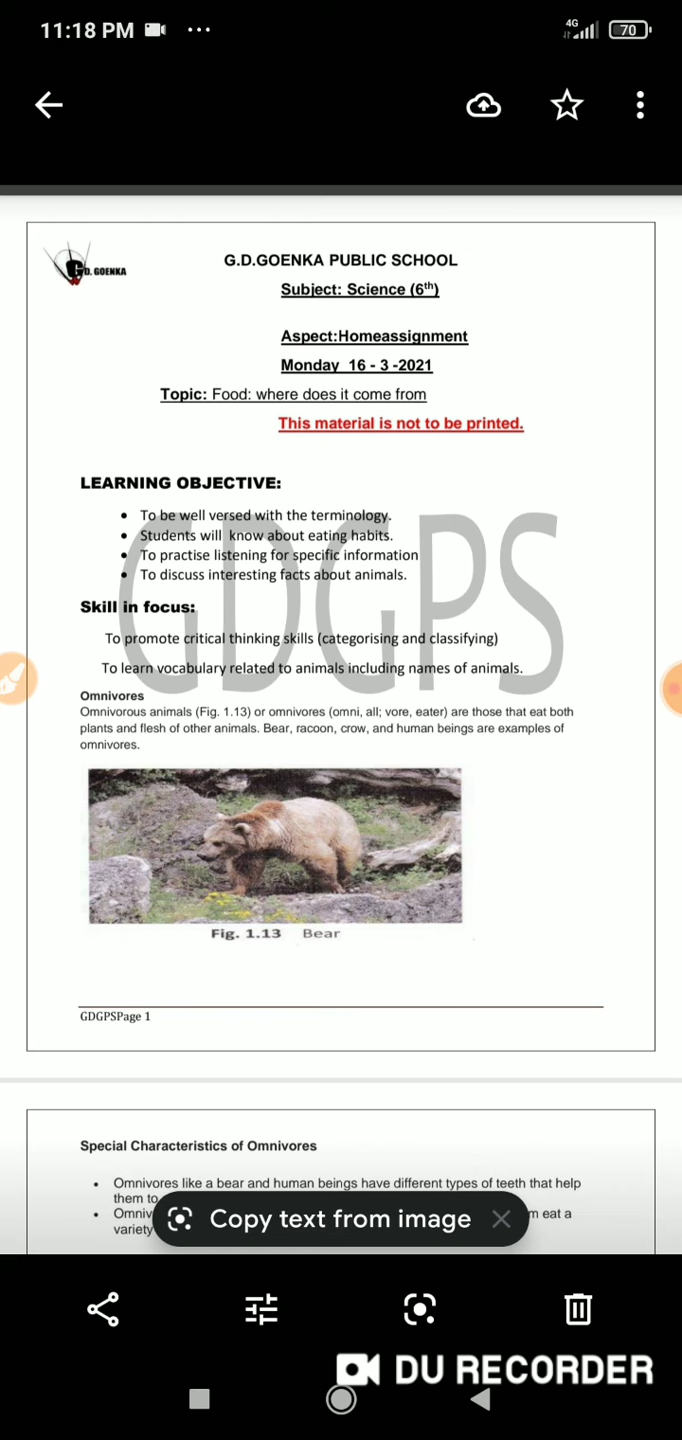 11:18 PM
4G
70
G.D.GOENKA PUBLIC SCHOOL
D. GOENKA
Subject: Science (6th)
Aspect:Homeassignment
Monday 16 - 3 -2021
Topic: Food: where does it come from
This material is not to be printed.
LEARNING OBJECTIVE:
• To be well versed with the terminology.
• Students will know about eating habits.
• To practise listening for specific information
• To discuss interesting facts about animals.
GDGPS
Skill in focus:
To promote critical thinking skills (categorising and classifying)
To learn vocabulary related to animals including names of animals.
Omnivores
Omnivorous animals (Fig. 1.13) or omnivores (omni, all; vore, eater) are those that eat both
plants and flesh of other animals. Bear, racoon, crow, and human beings are examples of
omnivores.
Fig. 1.13 Bear
GDGPSPage 1
Special Characteristics of Omnivores
• Omnivores like a bear and human beings have different types of teeth that help
them to
• Omniv m eat a
variety
Copy text from image
DU RECORDER